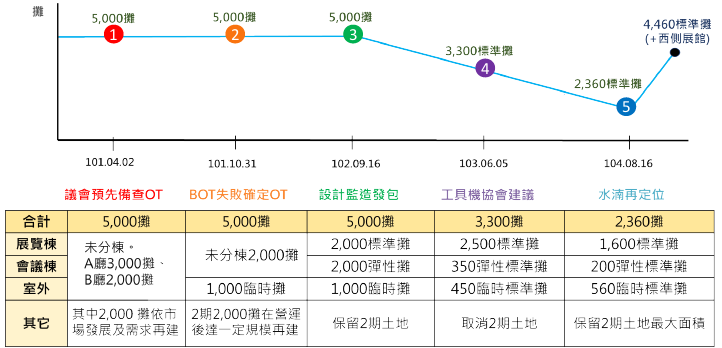 攤
5,000攤
5,000攤
5,000攤
3,300標準攤
2,360標準攤
4,460標準攤
(+西側展館)
1
2
3
4
5
101.04.02
101.10.31
102.09.16
103.06.05
104.08.16
議會預先備查OT
BOT失敗確定OT
設計監造發包
工具機協會建議
水湳再定位
合計
5,000攤
5,000攤
5,000攤
3,300攤
2,360攤
展覽棟
未分棟。
A廳3,000攤、
B廳2,000攤
未分棟2,000攤
2,000標準攤
2,500標準攤
1,600標準攤
會議棟
2,000彈性攤
350彈性標準攤
200彈性標準攤
室外
1,000臨時攤
1,000臨時攤
450臨時標準攤
560臨時標準攤
其它
其中2,000 攤依市
場發展及需求再建
2期2,000攤在營運
後達一定規模再建
保留2期土地
取消2期土地
保留2期土地最大面積